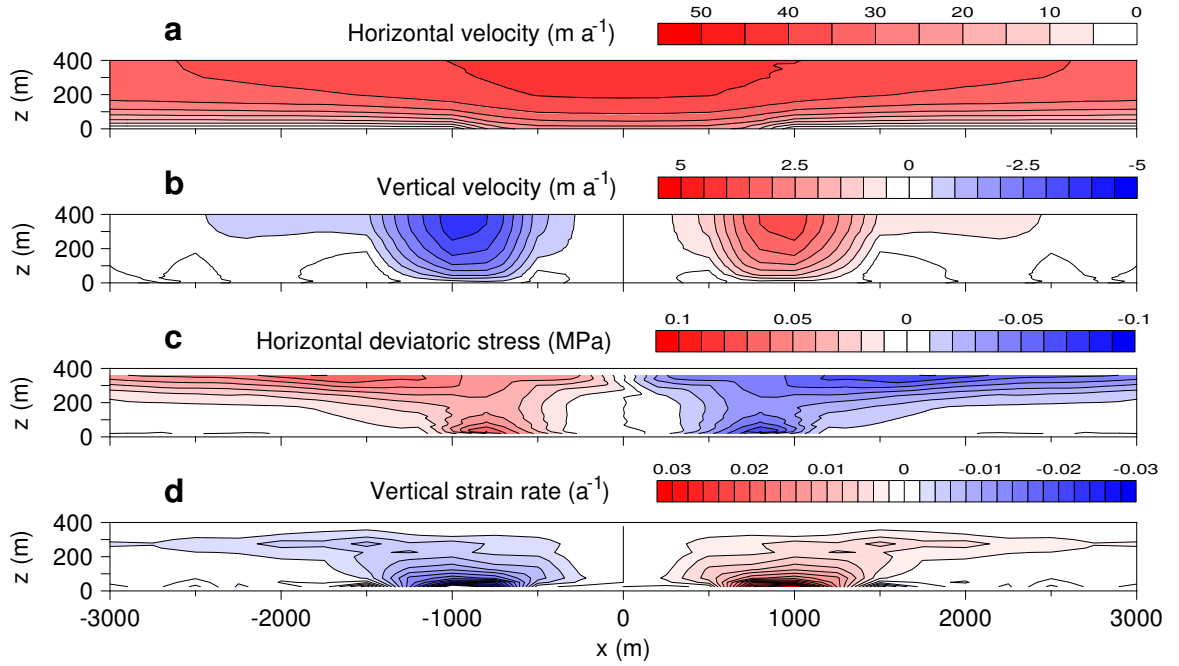 a Horizontal velocity (m a⁻¹) 50 40 30 20 10 0
z (m) 400 200 0
b Vertical velocity (m a⁻¹) 5 2.5 0 -2.5 -5
z (m) 400 200 0
c Horizontal deviatoric stress (MPa) 0.1 0.05 0 -0.05 -0.1
z (m) 400 200 0
d Vertical strain rate (a⁻¹) 0.03 0.02 0.01 0 -0.01 -0.02 -0.03
z (m) 400 200 0
-3000 -2000 -1000 0 1000 2000 3000
x (m)